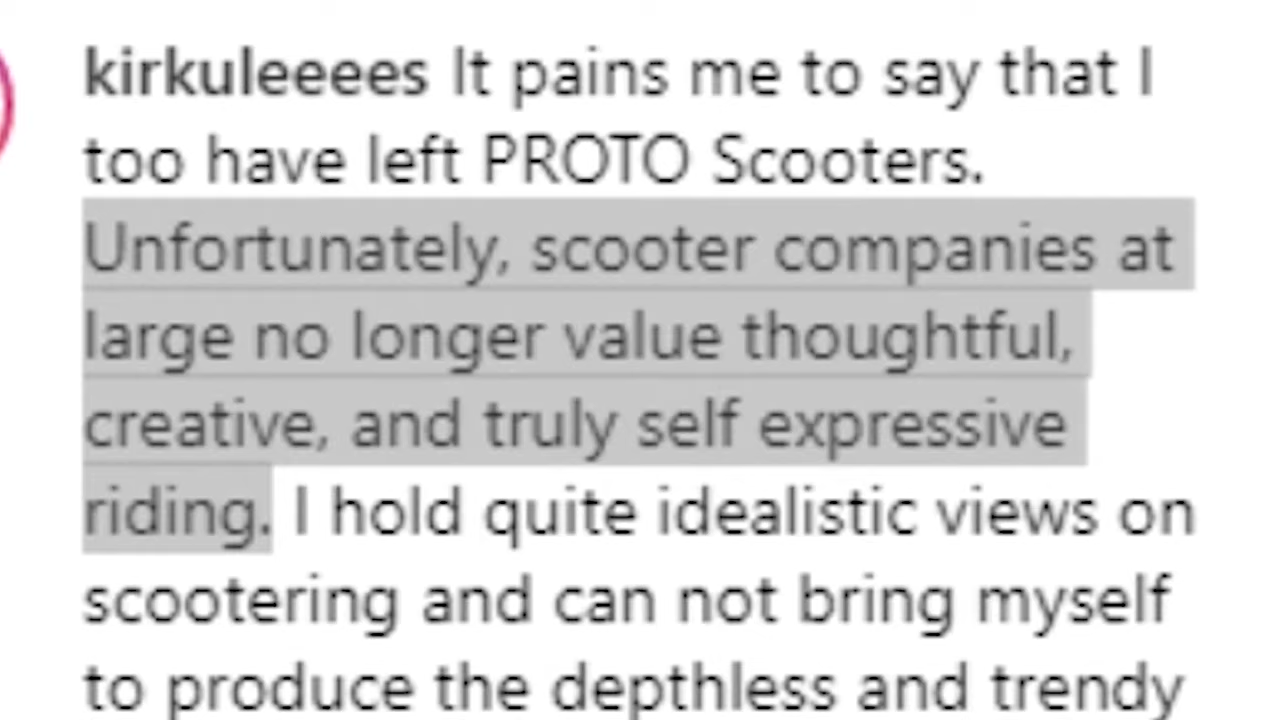 kirkuleeees It pains me to say that I
too have left PROTO Scooters.
Unfortunately, scooter companies at
large no longer value thoughtful,
creative, and truly self expressive
riding. I hold quite idealistic views on
scootering and can not bring myself
to produce the depthless and trendy